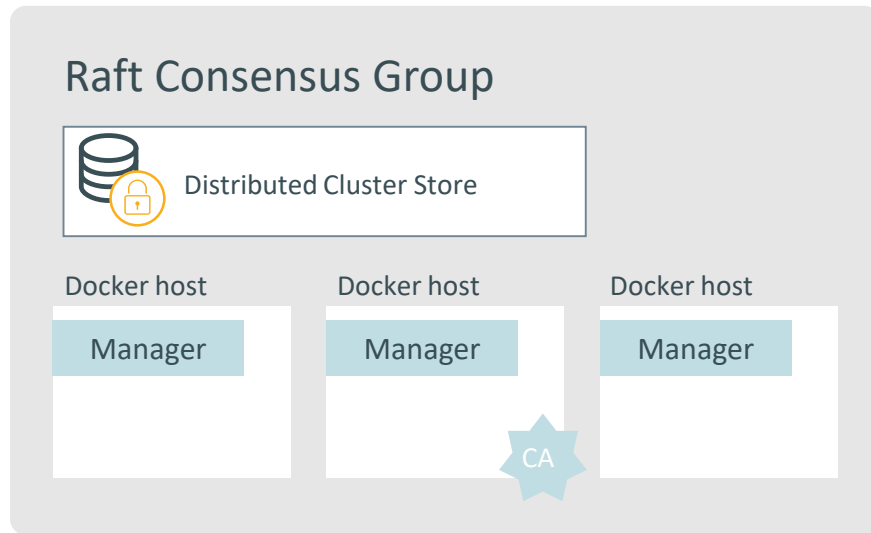 Raft Consensus Group
Distributed Cluster Store
Docker host
Docker host
Docker host
Manager
Manager
Manager
CA